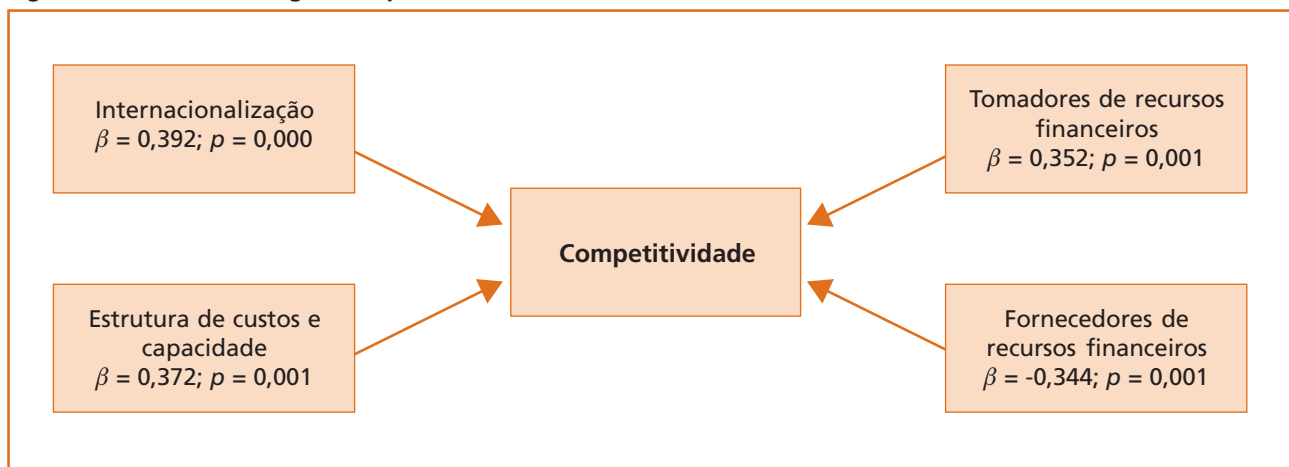 Internacionalização
β = 0,392; p = 0,000
Tomadores de recursos
financeiros
β = 0,352; p = 0,001
Competitividade
Estrutura de custos e
capacidade
β = 0,372; p = 0,001
Fornecedores de
recursos financeiros
β = -0,344; p = 0,001